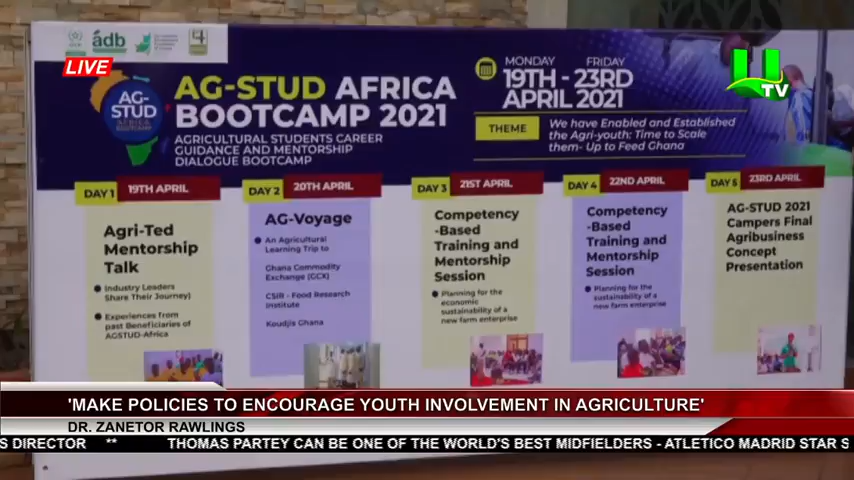 adb
LIVE
AG-STUD
AFRICA
BOOTCAMP
AG-STUD AFRICA
BOOTCAMP 2021
AGRICULTURAL STUDENTS CAREER
GUIDANCE AND MENTORSHIP
DIALOGUE BOOTCAMP
MONDAY FRIDAY
19TH - 23RD
APRIL 2021
THEME
We have Enabled and Established
the Agri-youth: Time to Scale
them- Up to Feed Ghana
U
TV
DAY 1 19TH APRIL
Agri-Ted
Mentorship
Talk
Industry Leaders
Share Their Journey)
Experiences from
past Beneficiaries of
AGSTUD-Africa
DAY 2 20TH APRIL
AG-Voyage
An Agricultural
Learning Trip to
Ghana Commodity
Exchange (GCX)
CSIR - Food Research
Institute
Koudjis Ghana
DAY 3 21ST APRIL
Competency
-Based
Training and
Mentorship
Session
Planning for the
economic
sustainability of a
new farm enterprise
DAY 4 22ND APRIL
Competency
-Based
Training and
Mentorship
Session
Planning for the
sustainability of a
new farm enterprise
DAY 5 23RD APRIL
AG-STUD 2021
Campers Final
Agribusiness
Concept
Presentation
'MAKE POLICIES TO ENCOURAGE YOUTH INVOLVEMENT IN AGRICULTURE'
DR. ZANETOR RAWLINGS
S DIRECTOR ** THOMAS PARTEY CAN BE ONE OF THE WORLD'S BEST MIDFIELDERS - ATLETICO MADRID STAR S